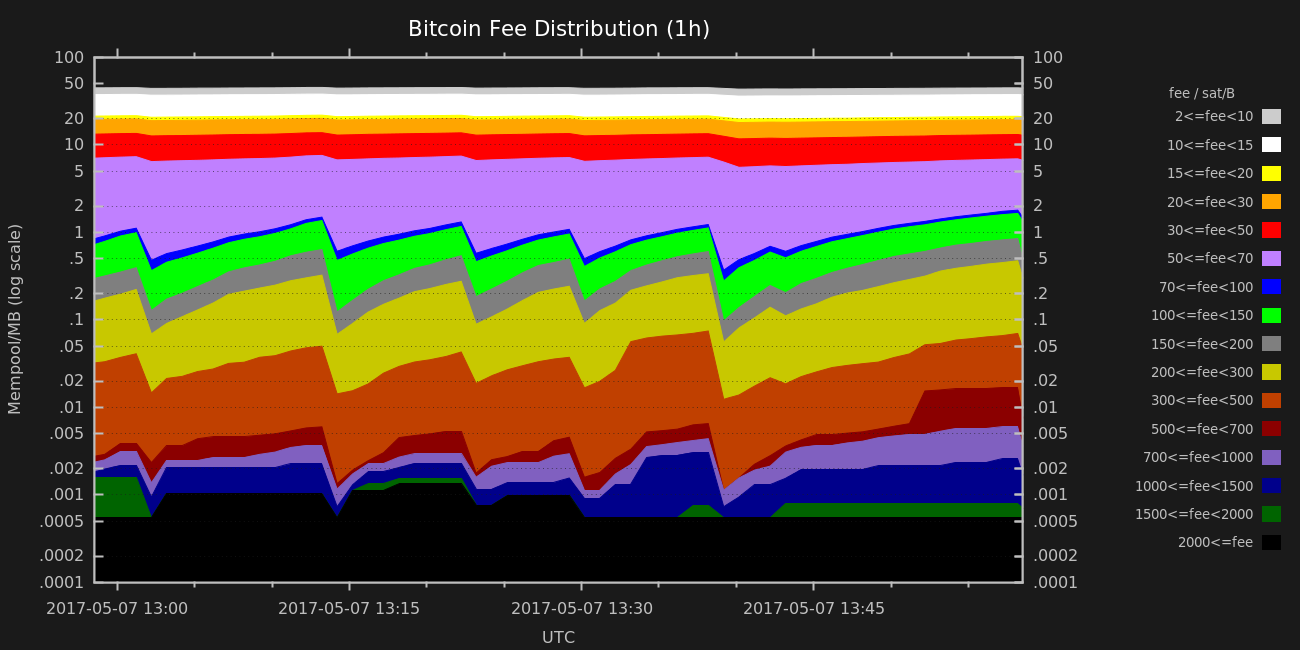 Bitcoin Fee Distribution (1h)
100
50
20
10
5
2
1
.5
.2
.1
.05
.02
.01
.005
.002
.001
.0005
.0002
.0001
Mempool/MB (log scale)
100
50
20
10
5
2
1
.5
.2
.1
.05
.02
.01
.005
.002
.001
.0005
.0002
.0001
fee / sat/B
2<=fee<10
10<=fee<15
15<=fee<20
20<=fee<30
30<=fee<50
50<=fee<70
70<=fee<100
100<=fee<150
150<=fee<200
200<=fee<300
300<=fee<500
500<=fee<700
700<=fee<1000
1000<=fee<1500
1500<=fee<2000
2000<=fee
2017-05-07 13:00 2017-05-07 13:15 2017-05-07 13:30 2017-05-07 13:45
UTC